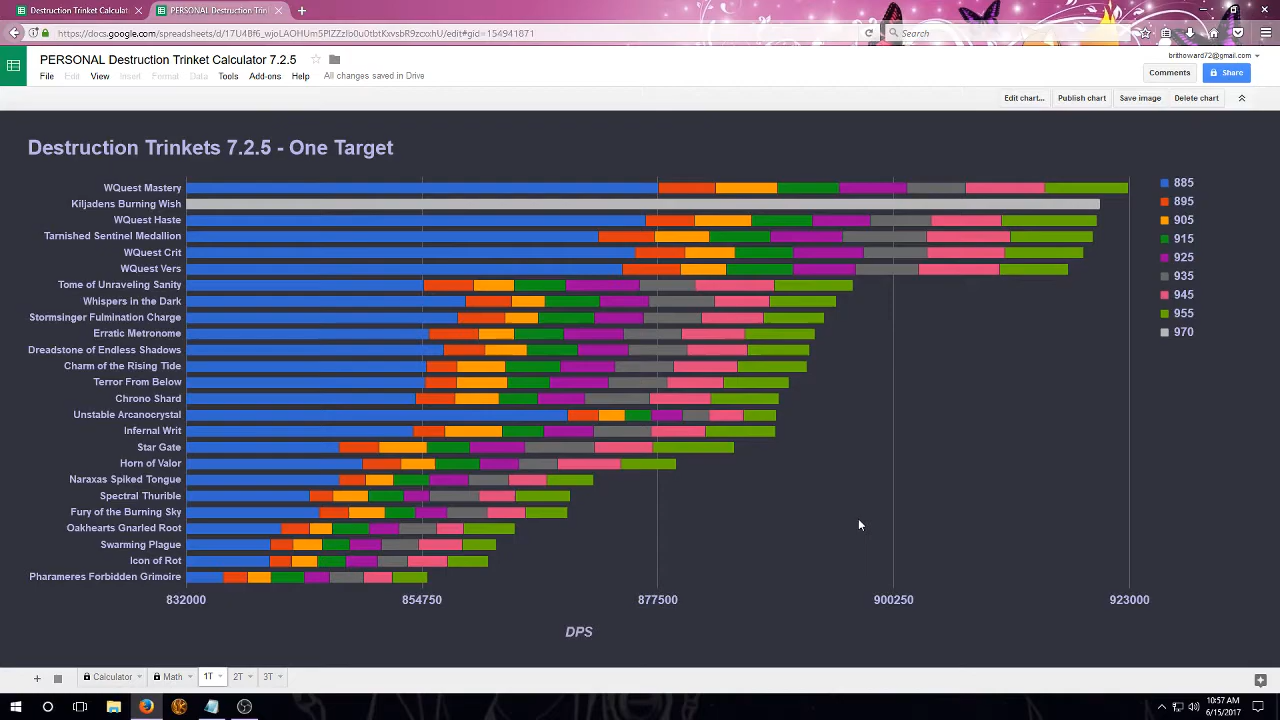 Destruction Trinket Calculat
PERSONAL Destruction Trin
https://docs.google.com/spreadsheets/d/17U4Bf6_wjoLAOHUm5PIZZzlb0u0tbtKxvsbR9zcxxhU/edit#gid=154941871
Search
PERSONAL Destruction Trinket Calculator 7.2.5
brithoward72@gmail.com
File Edit View Insert Format Data Tools Add-ons Help All changes saved in Drive
Comments Share
Edit chart... Publish chart Save image Delete chart
Destruction Trinkets 7.2.5 - One Target
WQuest Mastery
Kiljadens Burning Wish
WQuest Haste
Tarnished Sentinel Medallion
WQuest Crit
WQuest Vers
Tome of Unraveling Sanity
Whispers in the Dark
Stormsinger Fulmination Charge
Erratic Metronome
Dreadstone of Endless Shadows
Charm of the Rising Tide
Terror From Below
Chrono Shard
Unstable Arcanocrystal
Infernal Writ
Star Gate
Horn of Valor
Naraxas Spiked Tongue
Spectral Thurible
Fury of the Burning Sky
Oakhearts Gnarled Root
Swarming Plague
Icon of Rot
Pharameres Forbidden Grimoire
832000 854750 877500 900250 923000
DPS
885
895
905
915
925
935
945
955
970
Calculator Math 1T 2T 3T
10:57 AM
6/15/2017